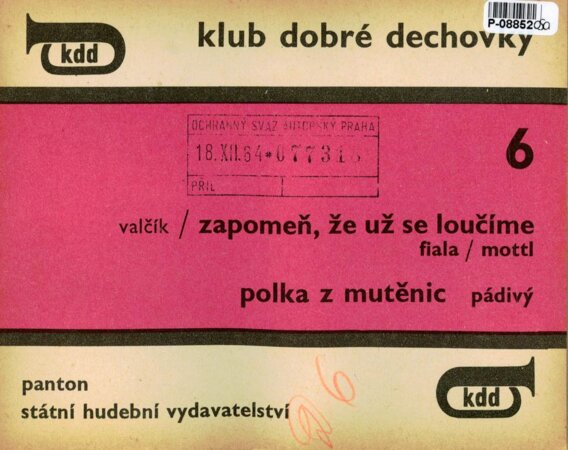 kdd
klub dobré dechovky
P-08852
OCHRANNÝ SVAZ AUTORSKÝ PRAHA
18.XII.64*
PŘÍL
6
valčík / zapomeň, že už se loučíme
fiala / mottl
polka z mutěnic pádivý
panton
státní hudební vydavatelství
kdd